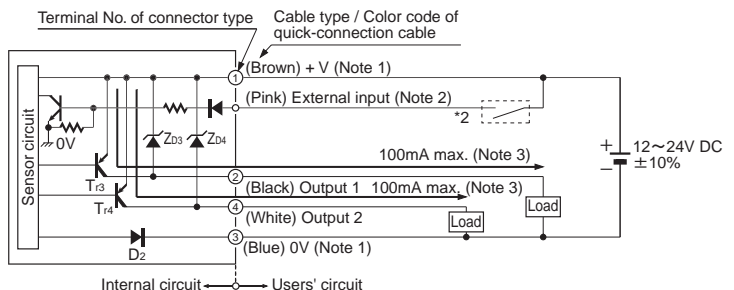 Terminal No. of connector type
Cable type / Color code of
quick-connection cable
Sensor circuit
1
(Brown) + V (Note 1)
(Pink) External input (Note 2)
*2
0V
ZD3
ZD4
+
−
12～24V DC
±10%
100mA max. (Note 3)
Tr3
2
(Black) Output 1
100mA max. (Note 3)
Tr4
4
(White) Output 2
Load
Load
D2
3
(Blue) 0V (Note 1)
Internal circuit
Users' circuit